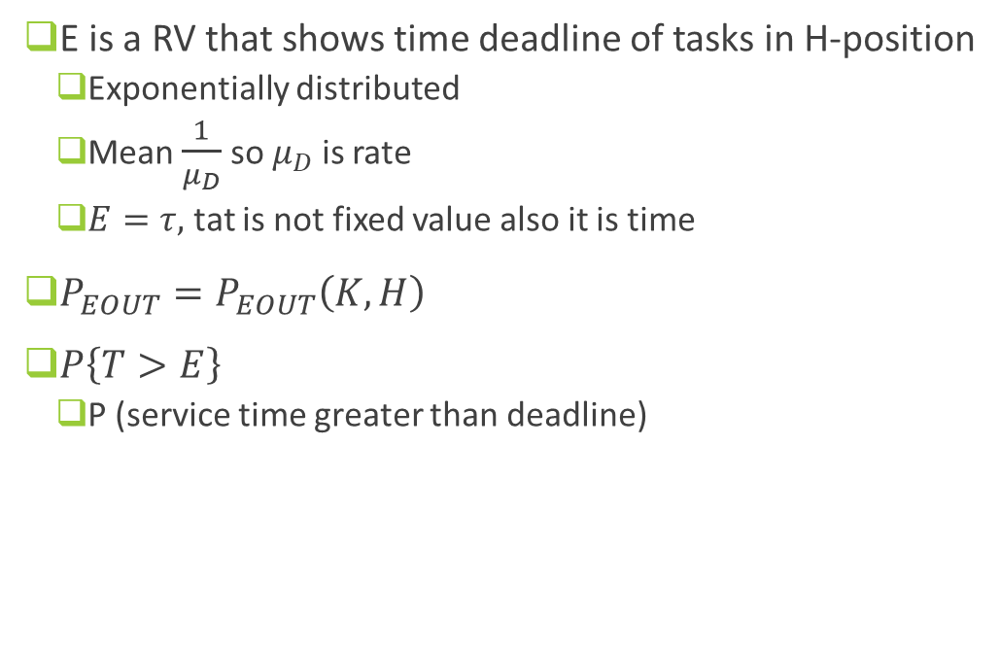 ❑E is a RV that shows time deadline of tasks in H-position
❑Exponentially distributed
❑Mean $\frac{1}{\mu_D}$ so $\mu_D$ is rate
❑$E = \tau$, tat is not fixed value also it is time
❑$P_{EOUT} = P_{EOUT}(K, H)$
❑$P\{T > E\}$
❑P (service time greater than deadline)